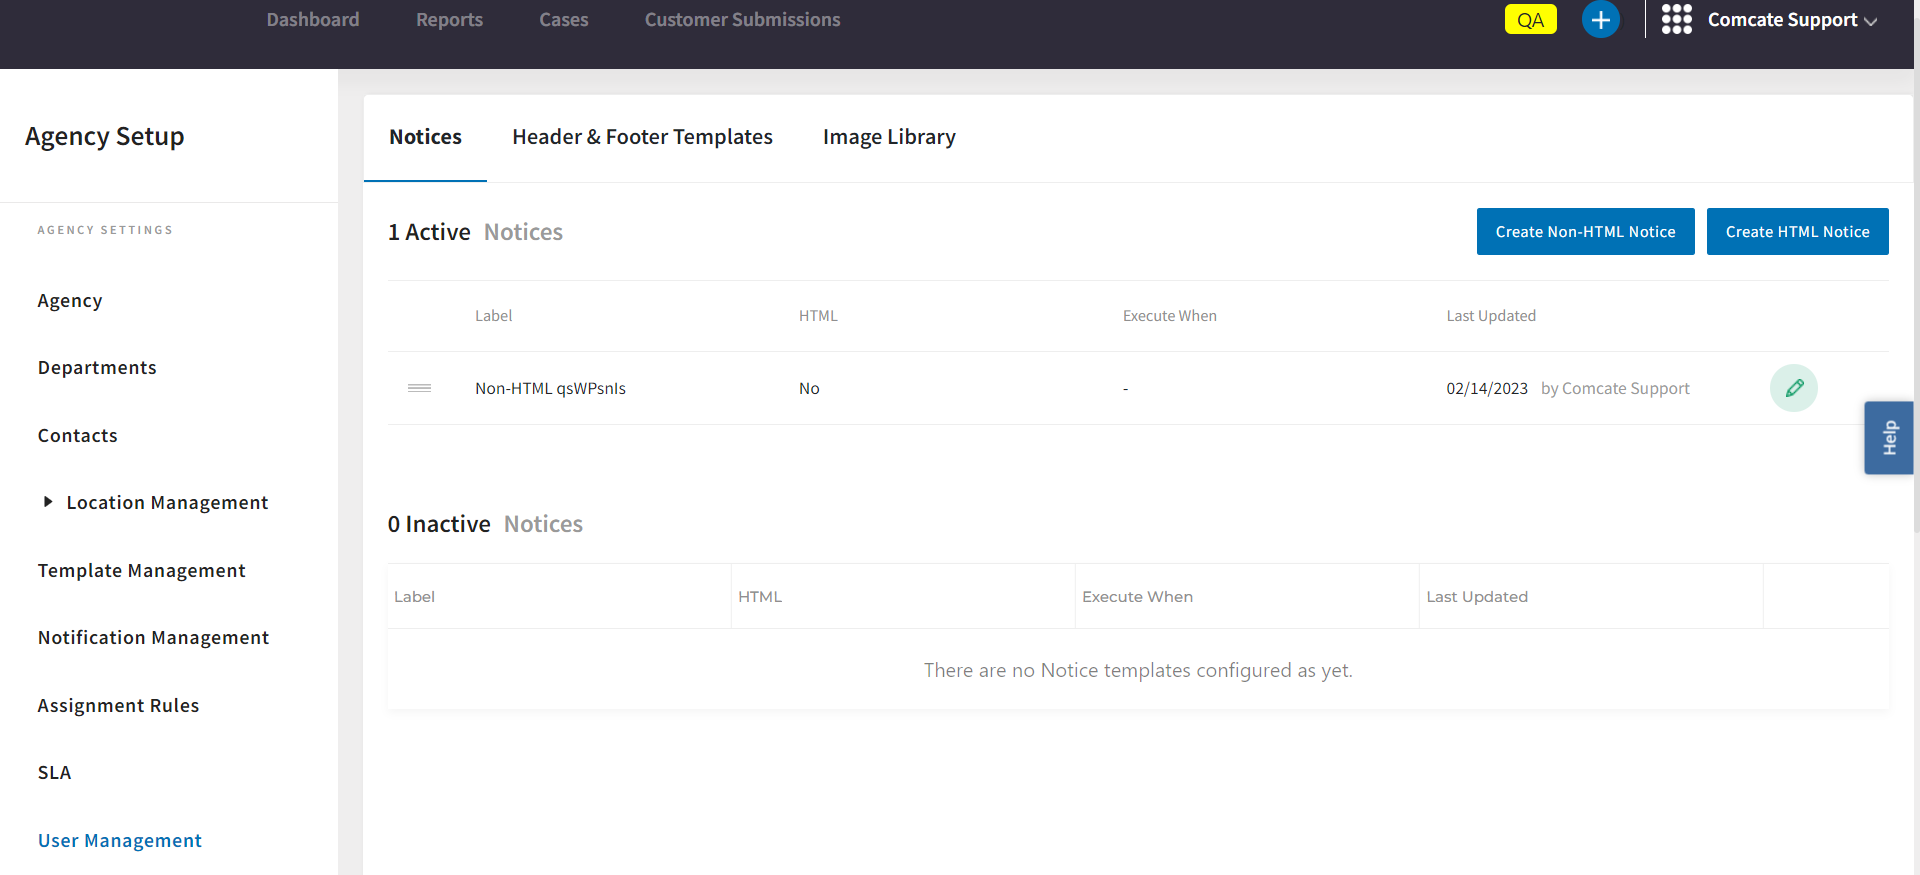 Dashboard Reports Cases Customer Submissions QA Comcate Support
Agency Setup
AGENCY SETTINGS
Agency
Departments
Contacts
Location Management
Template Management
Notification Management
Assignment Rules
SLA
User Management
Notices Header & Footer Templates Image Library
1 Active Notices Create Non-HTML Notice Create HTML Notice
Label HTML Execute When Last Updated
Non-HTML qsWPsnIs No - 02/14/2023 by Comcate Support
Help
0 Inactive Notices
Label HTML Execute When Last Updated
There are no Notice templates configured as yet.